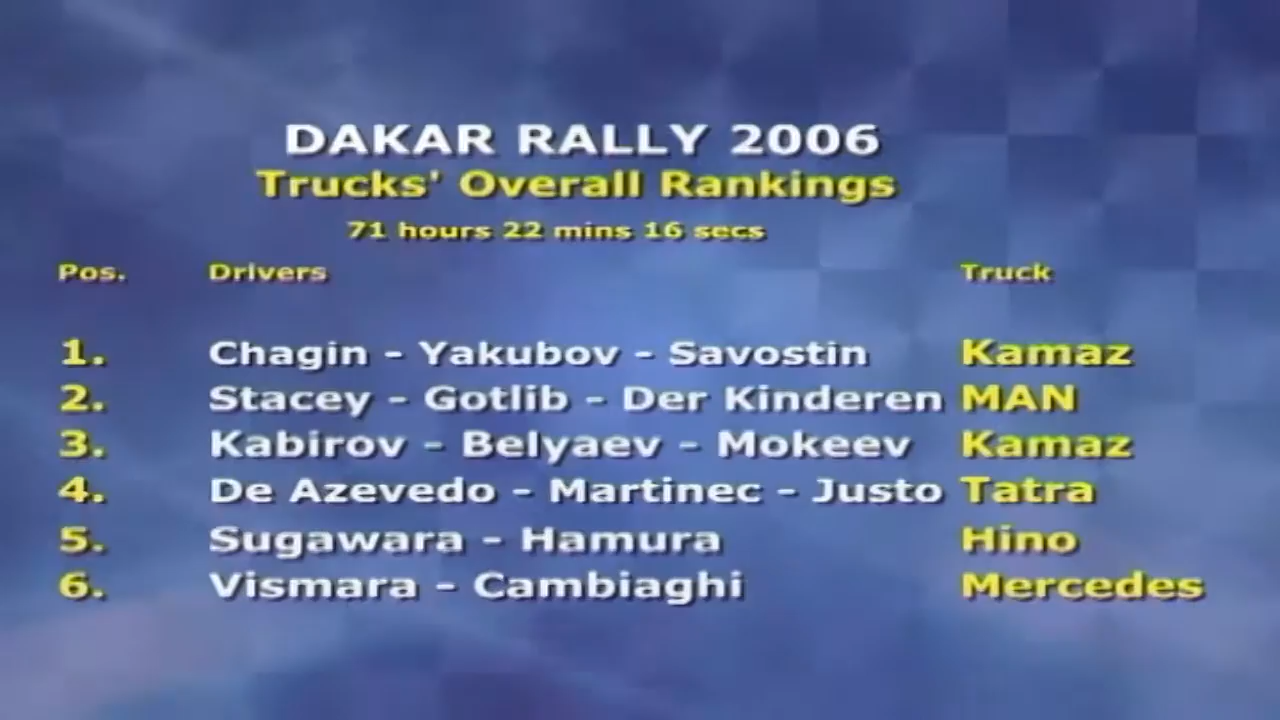 DAKAR RALLY 2006
Trucks' Overall Rankings
71 hours 22 mins 16 secs
Pos. Drivers Truck
1. Chagin - Yakubov - Savostin Kamaz
2. Stacey - Gotlib - Der Kinderen MAN
3. Kabirov - Belyaev - Mokeev Kamaz
4. De Azevedo - Martinec - Justo Tatra
5. Sugawara - Hamura Hino
6. Vismara - Cambiaghi Mercedes